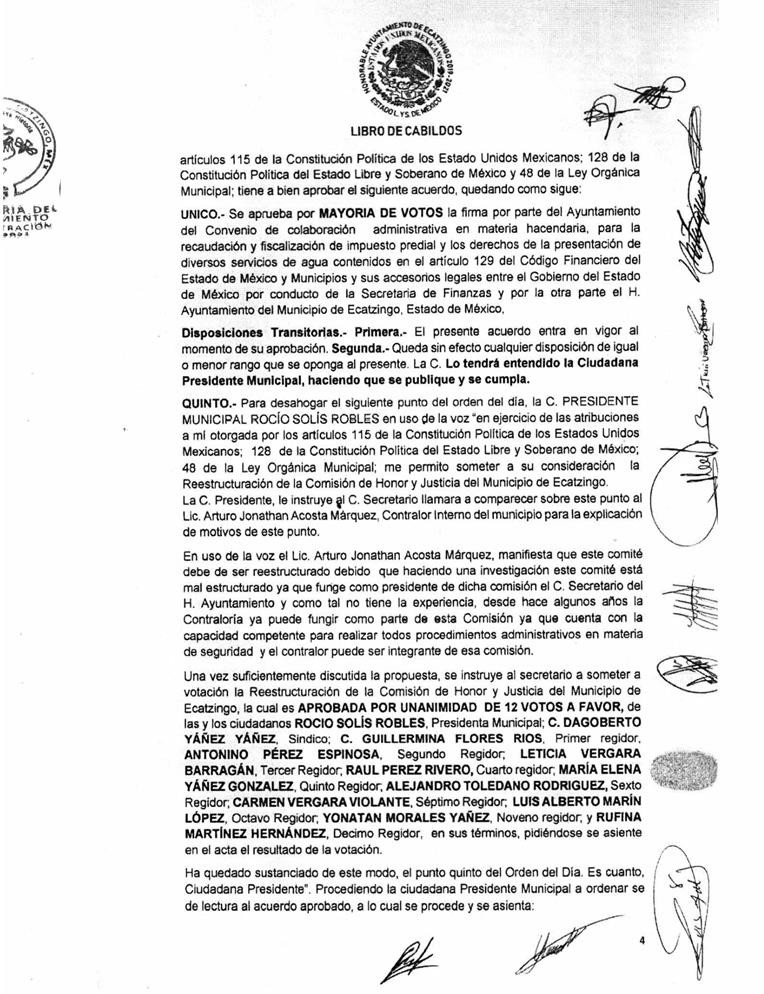 HONORABLE AYUNTAMIENTO DE ECATZINGO 2019-2021
ESTADOS UNIDOS MEXICANOS
ESTADO L. Y S. DE MÉXICO
LIBRO DE CABILDOS
artículos 115 de la Constitución Política de los Estado Unidos Mexicanos; 128 de la
Constitución Política del Estado Libre y Soberano de México y 48 de la Ley Orgánica
Municipal; tiene a bien aprobar el siguiente acuerdo, quedando como sigue:
UNICO.- Se aprueba por MAYORIA DE VOTOS la firma por parte del Ayuntamiento
del Convenio de colaboración administrativa en materia hacendaria, para la
recaudación y fiscalización de impuesto predial y los derechos de la presentación de
diversos servicios de agua contenidos en el artículo 129 del Código Financiero del
Estado de México y Municipios y sus accesorios legales entre el Gobierno del Estado
de México por conducto de la Secretaria de Finanzas y por la otra parte el H.
Ayuntamiento del Municipio de Ecatzingo, Estado de México,
Disposiciones Transitorias.- Primera.- El presente acuerdo entra en vigor al
momento de su aprobación. Segunda.- Queda sin efecto cualquier disposición de igual
o menor rango que se oponga al presente. La C. Lo tendrá entendido la Ciudadana
Presidente Municipal, haciendo que se publique y se cumpla.
QUINTO.- Para desahogar el siguiente punto del orden del día, la C. PRESIDENTE
MUNICIPAL ROCÍO SOLÍS ROBLES en uso de la voz "en ejercicio de las atribuciones
a mí otorgada por los artículos 115 de la Constitución Política de los Estados Unidos
Mexicanos; 128 de la Constitución Política del Estado Libre y Soberano de México;
48 de la Ley Orgánica Municipal; me permito someter a su consideración la
Reestructuración de la Comisión de Honor y Justicia del Municipio de Ecatzingo.
La C. Presidente, le instruye al C. Secretario llamara a comparecer sobre este punto al
Lic. Arturo Jonathan Acosta Márquez, Contralor Interno del municipio para la explicación
de motivos de este punto.
En uso de la voz el Lic. Arturo Jonathan Acosta Márquez, manifiesta que este comité
debe de ser reestructurado debido que haciendo una investigación este comité está
mal estructurado ya que funge como presidente de dicha comisión el C. Secretario del
H. Ayuntamiento y como tal no tiene la experiencia, desde hace algunos años la
Contraloría ya puede fungir como parte de esta Comisión ya que cuenta con la
capacidad competente para realizar todos procedimientos administrativos en materia
de seguridad y el contralor puede ser integrante de esa comisión.
Una vez suficientemente discutida la propuesta, se instruye al secretario a someter a
votación la Reestructuración de la Comisión de Honor y Justicia del Municipio de
Ecatzingo, la cual es APROBADA POR UNANIMIDAD DE 12 VOTOS A FAVOR, de
las y los ciudadanos ROCIO SOLÍS ROBLES, Presidenta Municipal; C. DAGOBERTO
YÁÑEZ YÁÑEZ, Sindico; C. GUILLERMINA FLORES RIOS, Primer regidor,
ANTONINO PÉREZ ESPINOSA, Segundo Regidor; LETICIA VERGARA
BARRAGÁN, Tercer Regidor; RAUL PEREZ RIVERO, Cuarto regidor; MARÍA ELENA
YÁÑEZ GONZALEZ, Quinto Regidor; ALEJANDRO TOLEDANO RODRIGUEZ, Sexto
Regidor; CARMEN VERGARA VIOLANTE, Séptimo Regidor; LUIS ALBERTO MARÍN
LÓPEZ, Octavo Regidor; YONATAN MORALES YAÑEZ, Noveno regidor; y RUFINA
MARTÍNEZ HERNÁNDEZ, Decimo Regidor, en sus términos, pidiéndose se asiente
en el acta el resultado de la votación.
Ha quedado sustanciado de este modo, el punto quinto del Orden del Día. Es cuanto,
Ciudadana Presidente". Procediendo la ciudadana Presidente Municipal a ordenar se
de lectura al acuerdo aprobado, a lo cual se procede y se asienta:
4